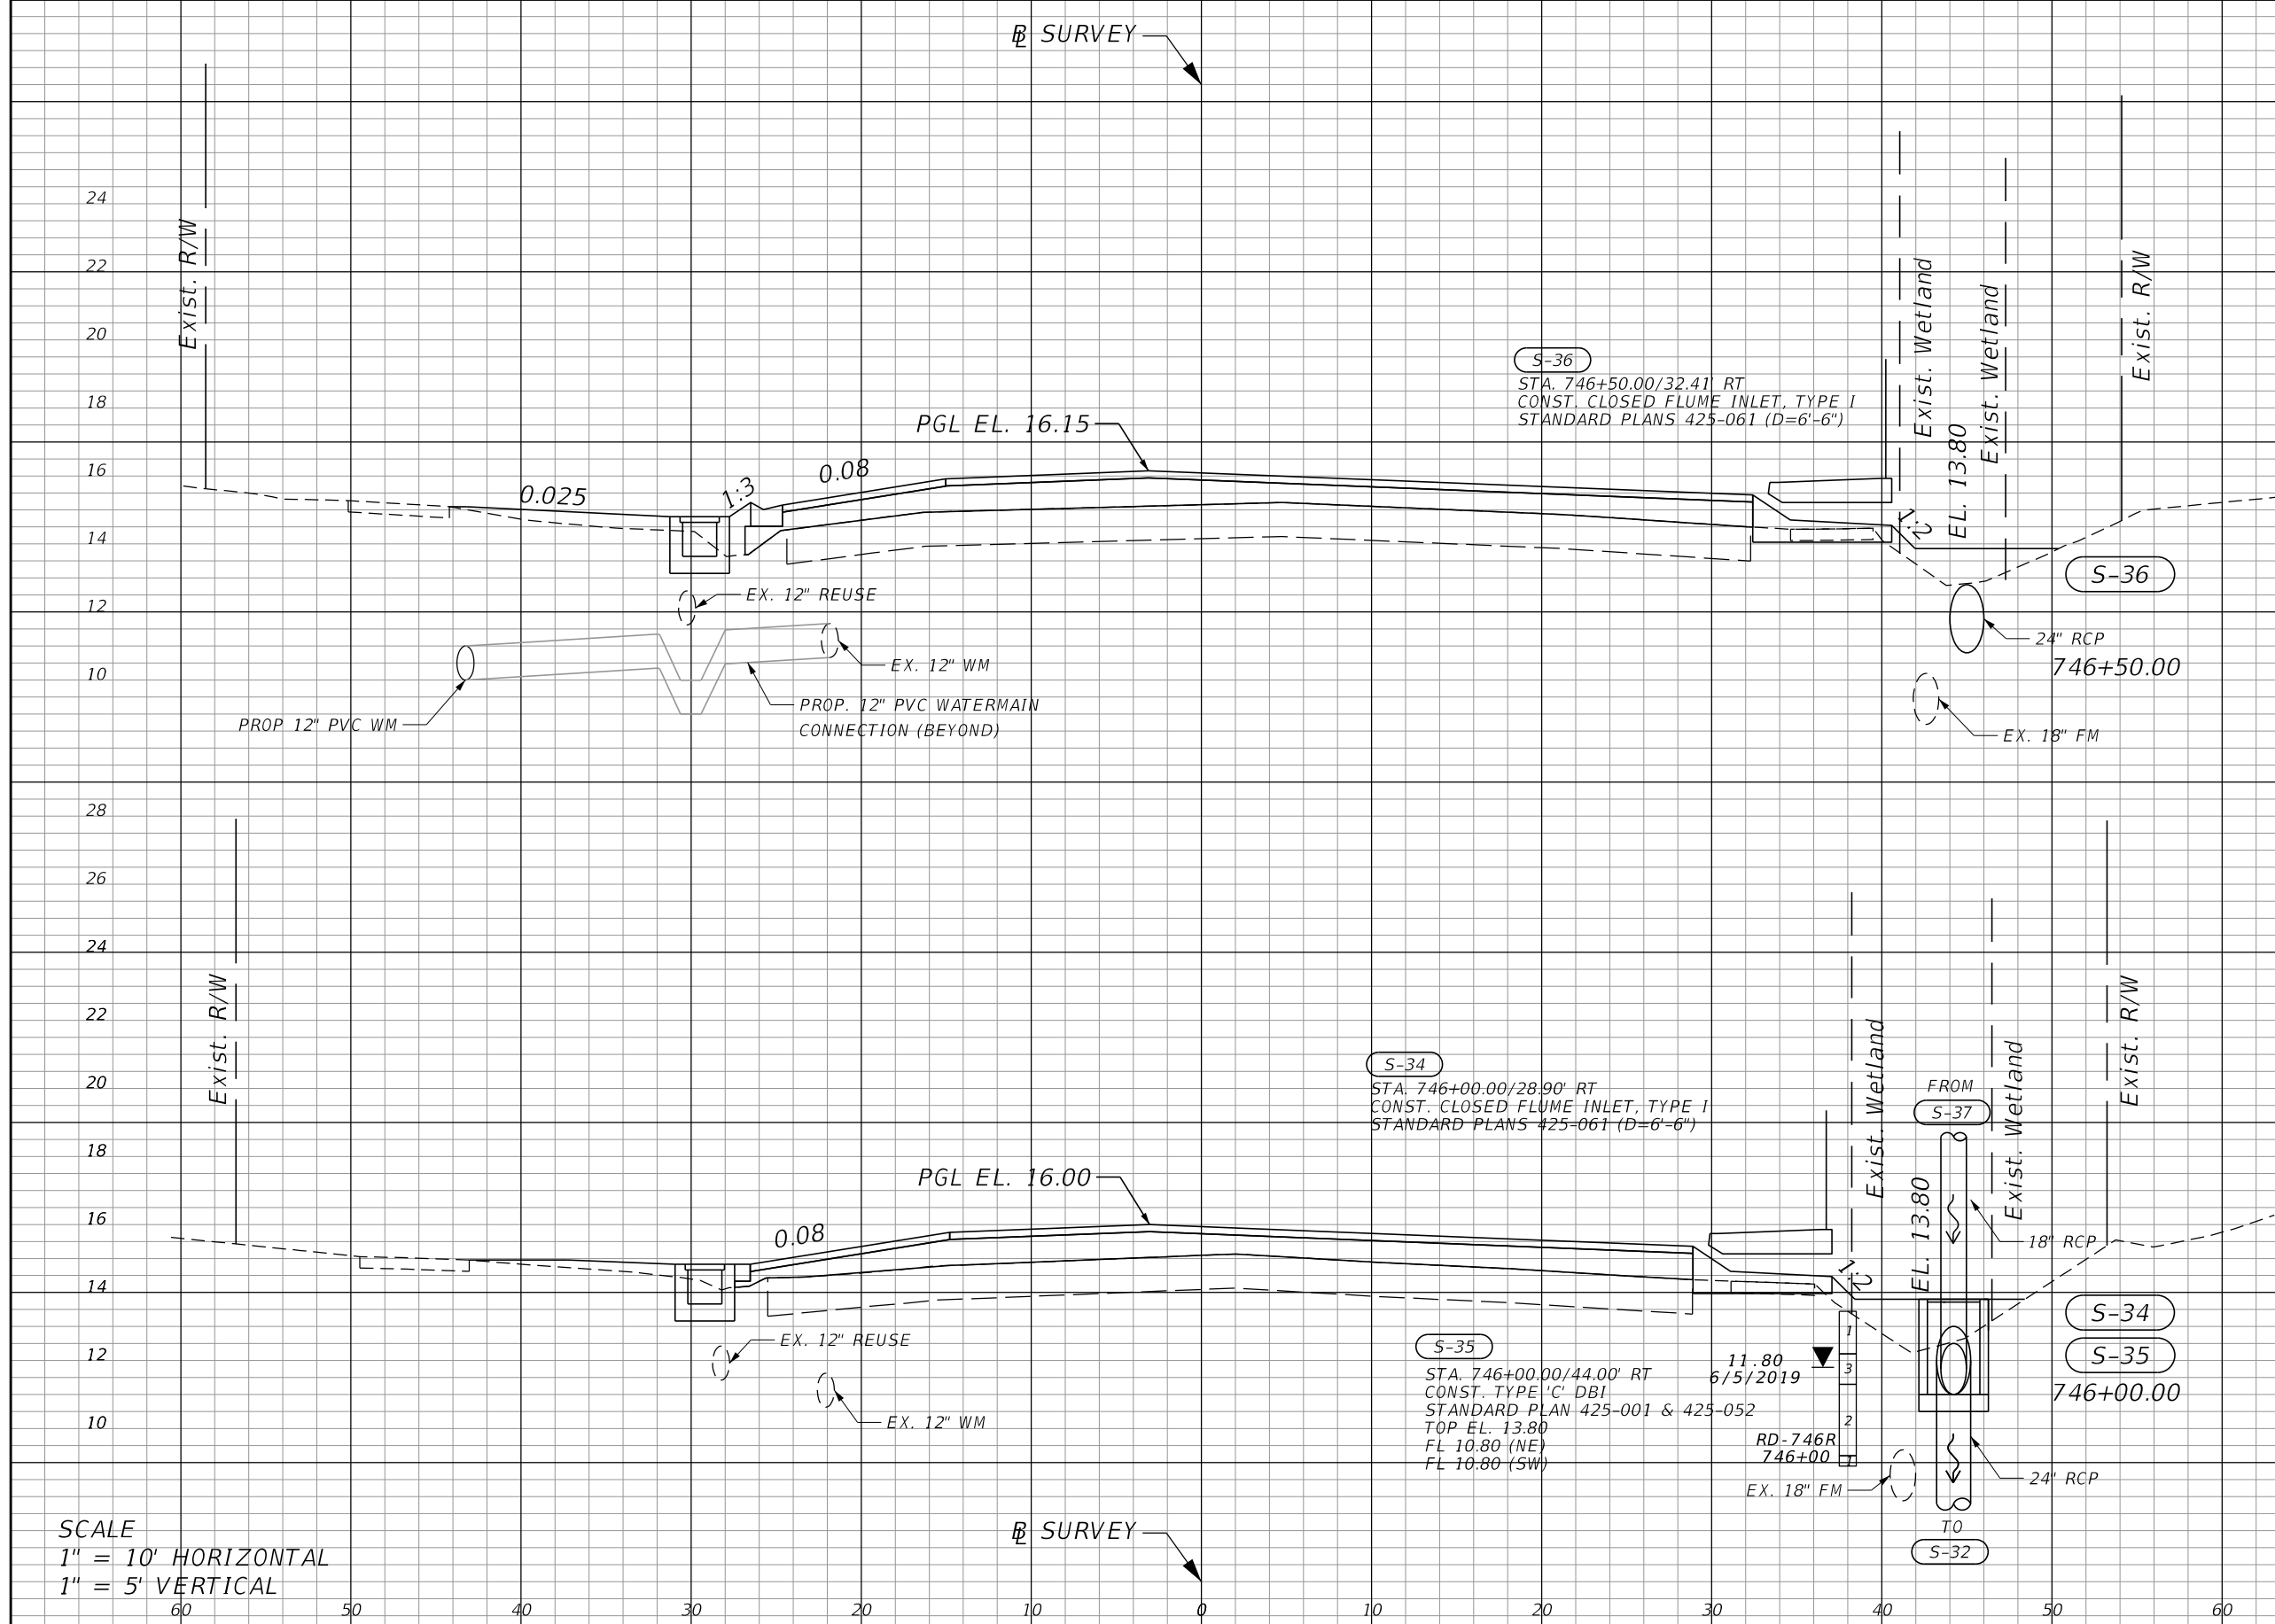 ℄ SURVEY
24
22
20
18
16
14
12
10
Exist. R/W
Exist. Wetland
Exist. Wetland
Exist. R/W
S-36
STA. 746+50.00/32.41' RT
CONST. CLOSED FLUME INLET, TYPE I
STANDARD PLANS 425-061 (D=6'-6")
PGL EL. 16.15
EL. 13.80
0.025
1:3
0.08
1:2
S-36
EX. 12" REUSE
24" RCP
EX. 12" WM
746+50.00
PROP. 12" PVC WATERMAIN
CONNECTION (BEYOND)
PROP 12" PVC WM
EX. 18" FM
28
26
24
22
20
18
16
14
12
10
Exist. R/W
Exist. Wetland
Exist. Wetland
Exist. R/W
S-34
STA. 746+00.00/28.90' RT
CONST. CLOSED FLUME INLET, TYPE I
STANDARD PLANS 425-061 (D=6'-6")
FROM
S-37
PGL EL. 16.00
EL. 13.80
0.08
18" RCP
1:2
S-34
S-35
746+00.00
EX. 12" REUSE
EX. 12" WM
S-35
STA. 746+00.00/44.00' RT
CONST. TYPE 'C' DBI
STANDARD PLAN 425-001 & 425-052
TOP EL. 13.80
FL 10.80 (NE)
FL 10.80 (SW)
11.80
6/5/2019
1
3
2
1
RD-746R
746+00
EX. 18" FM
24" RCP
TO
S-32
℄ SURVEY
SCALE
1" = 10' HORIZONTAL
1" = 5' VERTICAL
60 50 40 30 20 10 0 10 20 30 40 50 60